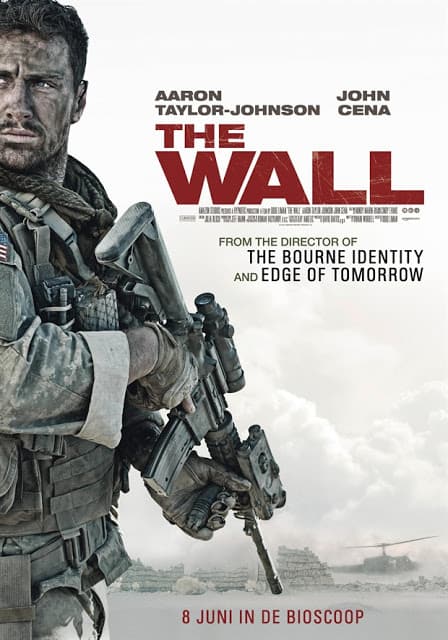 AARON JOHN
TAYLOR-JOHNSON CENA
THE
WALL
FROM THE DIRECTOR OF
THE BOURNE IDENTITY
AND EDGE OF TOMORROW
8 JUNI IN DE BIOSCOOP